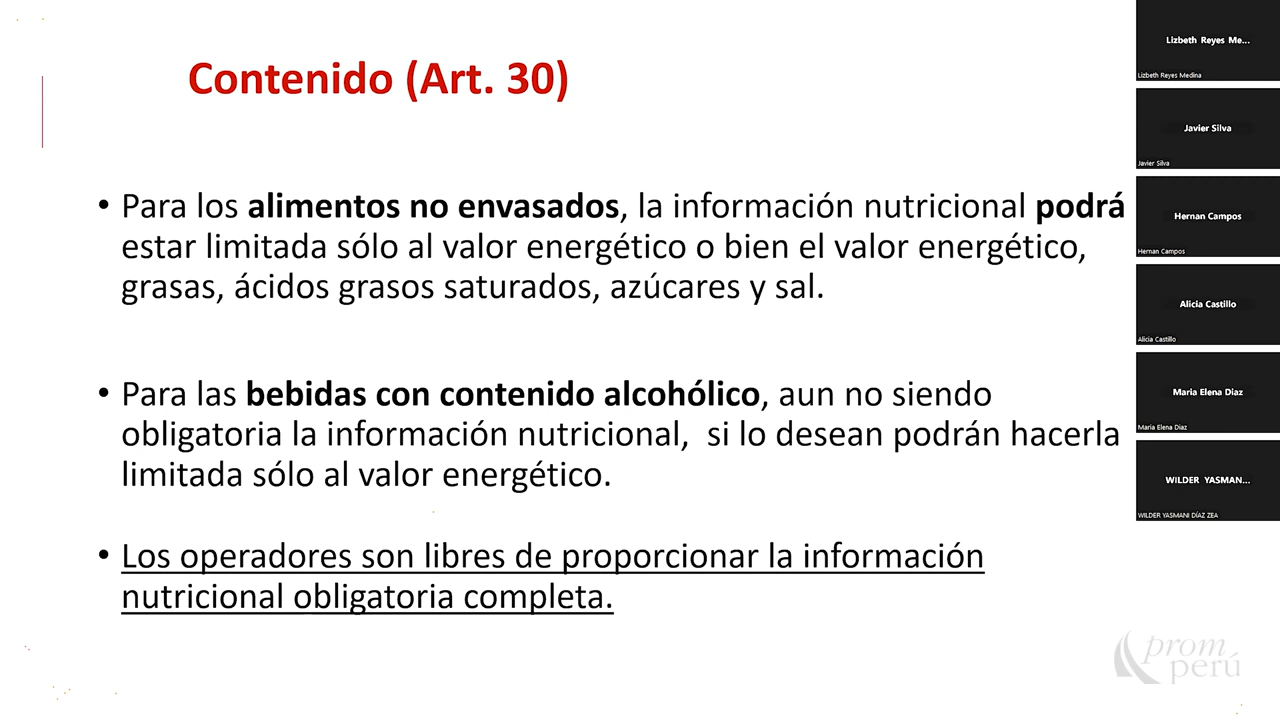 Contenido (Art. 30)
• Para los alimentos no envasados, la información nutricional podrá
estar limitada sólo al valor energético o bien el valor energético,
grasas, ácidos grasos saturados, azúcares y sal.
• Para las bebidas con contenido alcohólico, aun no siendo
obligatoria la información nutricional,  si lo desean podrán hacerla
limitada sólo al valor energético.
• Los operadores son libres de proporcionar la información
nutricional obligatoria completa.
Lizbeth Reyes Me...
Lizbeth Reyes Medina
Javier Silva
Javier Silva
Hernan Campos
Hernan Campos
Alicia Castillo
Alicia Castillo
Maria Elena Diaz
Maria Elena Diaz
WILDER YASMAN...
WILDER YASMANI DÍAZ ZEA
prom
perú